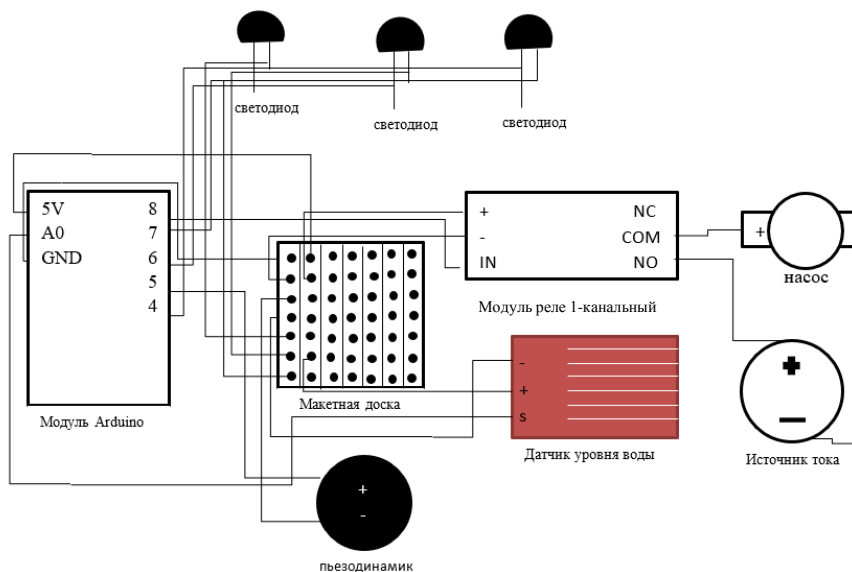 светодиод
светодиод
светодиод
5V
A0
GND
8
7
6
5
4
Модуль Arduino
Макетная доска
+
-
IN
NC
COM
NO
Модуль реле 1-канальный
+
насос
-
+
s
Датчик уровня воды
+
-
Источник тока
+
-
пьезодинамик